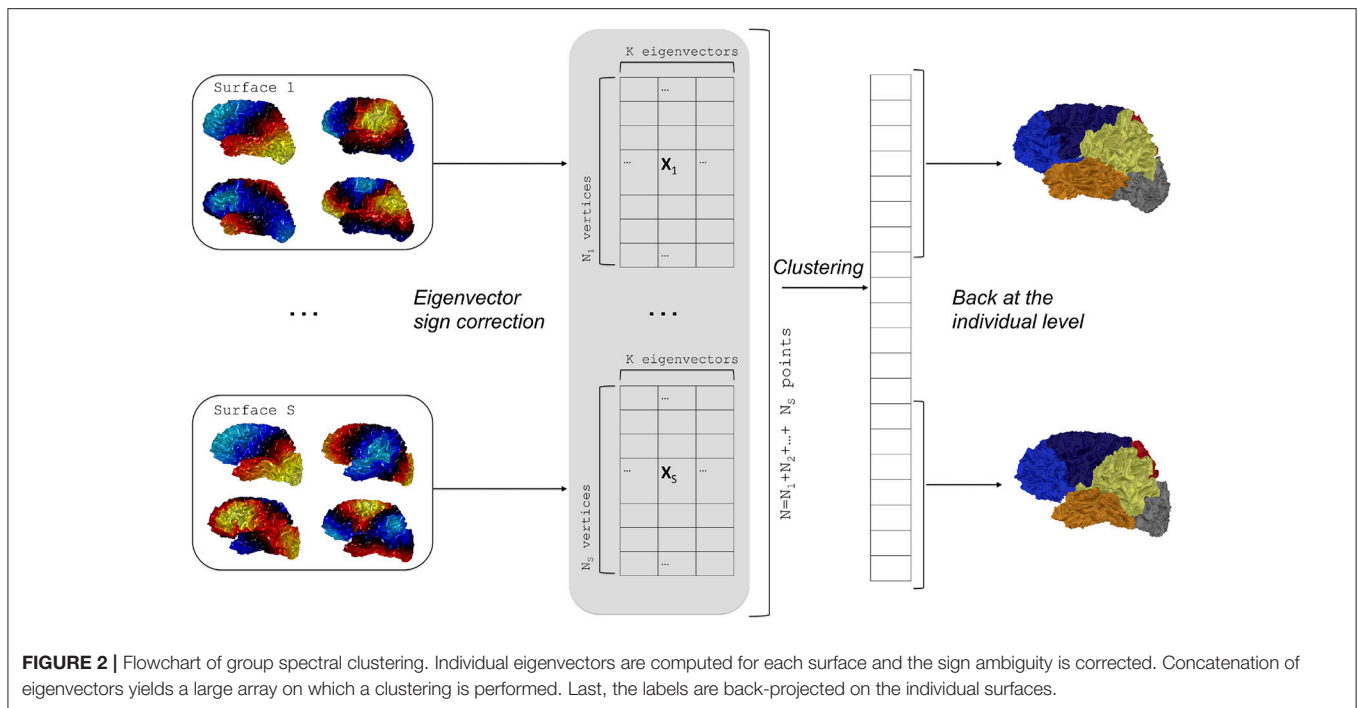 Surface 1
...
Surface S
Eigenvector
sign correction
K eigenvectors
N₁ vertices
...
... X₁ ...
...
...
K eigenvectors
Nₛ vertices
...
... Xₛ ...
...
N=N₁+N₂+…+ Nₛ points
Clustering
Back at the
individual level
FIGURE 2 | Flowchart of group spectral clustering. Individual eigenvectors are computed for each surface and the sign ambiguity is corrected. Concatenation of
eigenvectors yields a large array on which a clustering is performed. Last, the labels are back-projected on the individual surfaces.